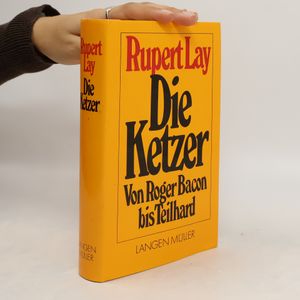 Rupert
Lay
Die
Ketzer
LANGEN
MÜLLER
Rupert Lay
Die
Ketzer
Von Roger Bacon
bis Teilhard
LANGEN MÜLLER